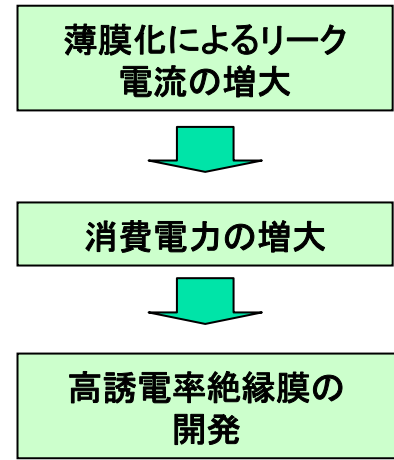 薄膜化によるリーク
電流の増大
消費電力の増大
高誘電率絶縁膜の
開発